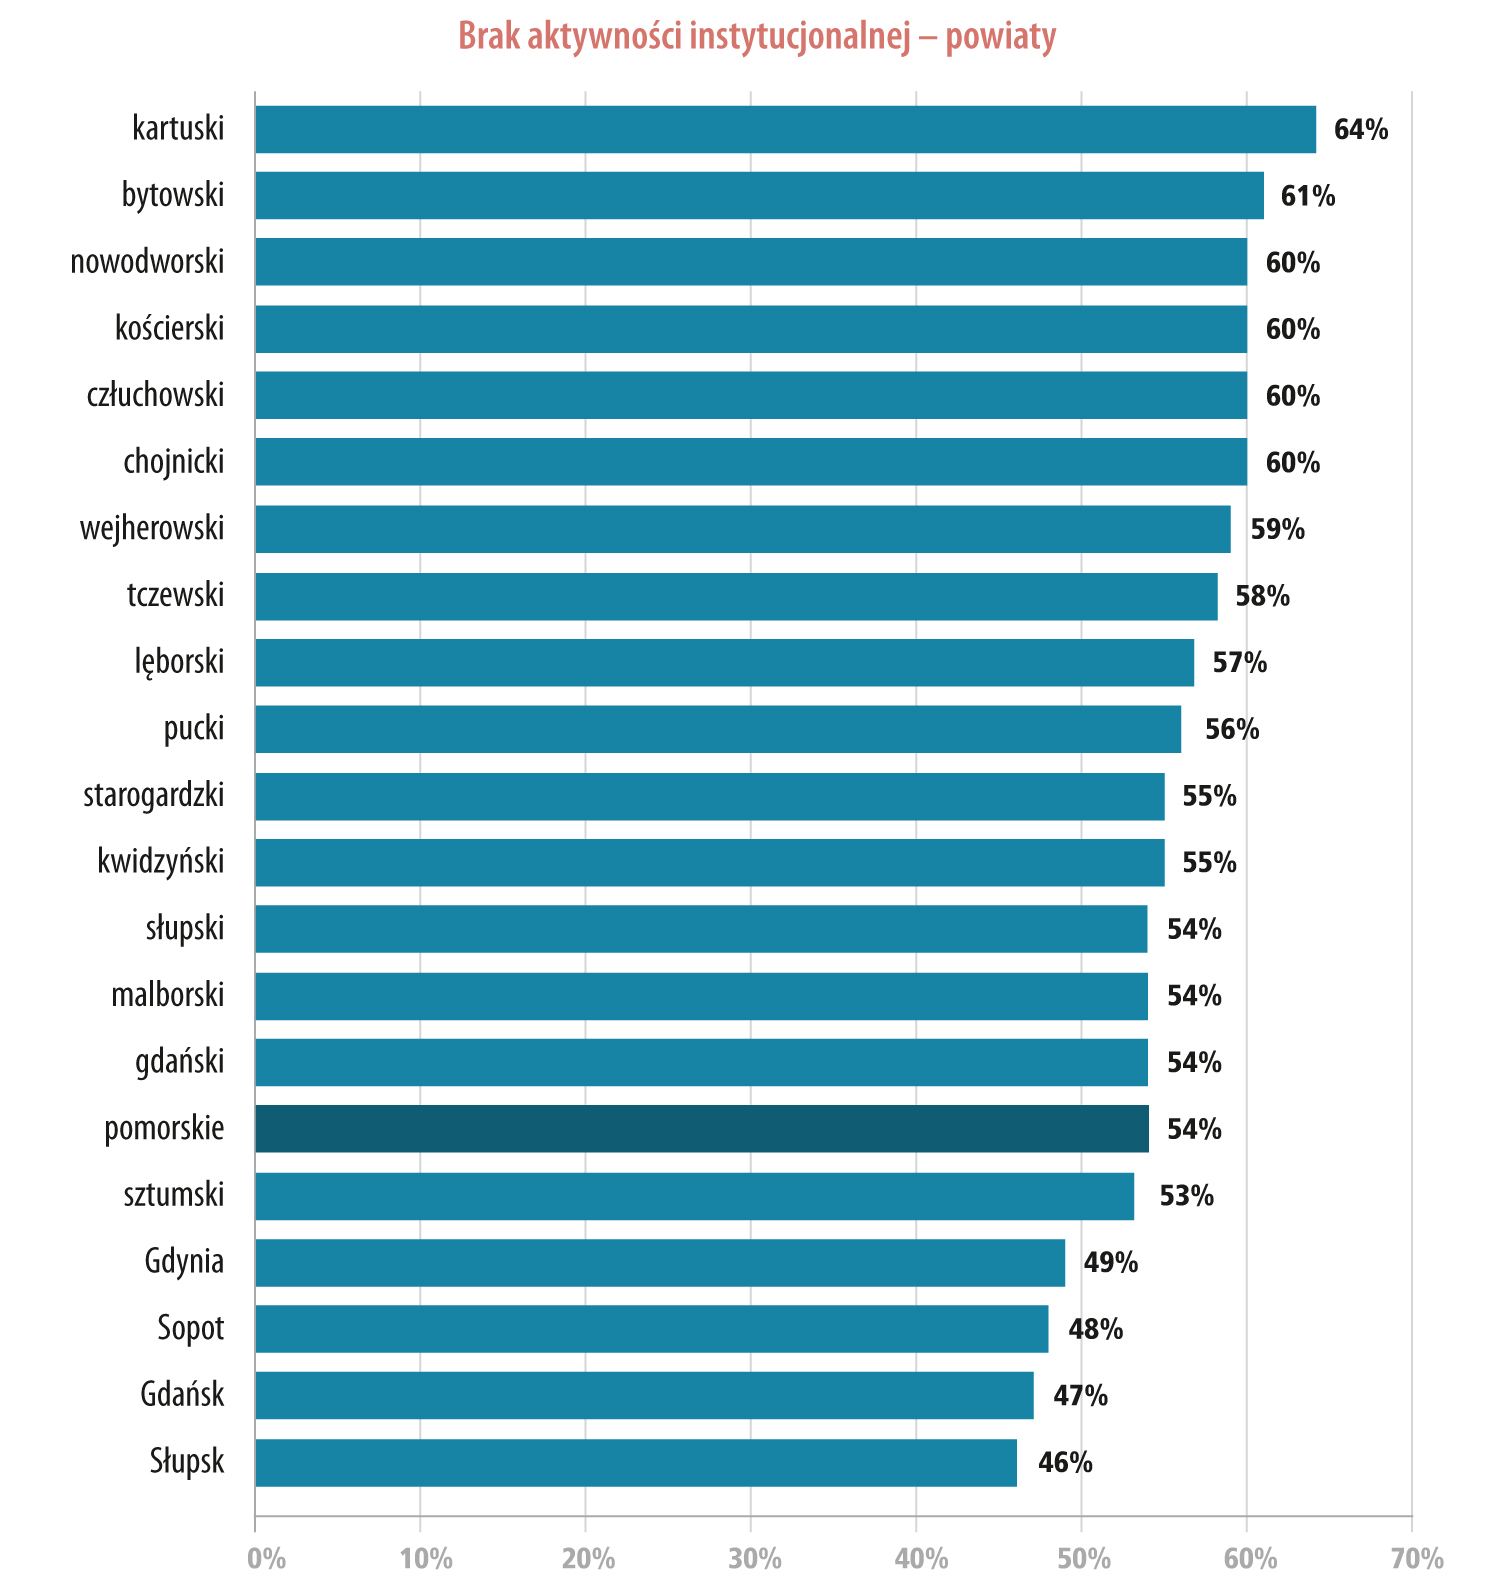 Brak aktywności instytucjonalnej – powiaty
kartuski 64%
bytowski 61%
nowodworski 60%
kościerski 60%
człuchowski 60%
chojnicki 60%
wejherowski 59%
tczewski 58%
lęborski 57%
pucki 56%
starogardzki 55%
kwidzyński 55%
słupski 54%
malborski 54%
gdański 54%
pomorskie 54%
sztumski 53%
Gdynia 49%
Sopot 48%
Gdańsk 47%
Słupsk 46%
0% 10% 20% 30% 40% 50% 60% 70%